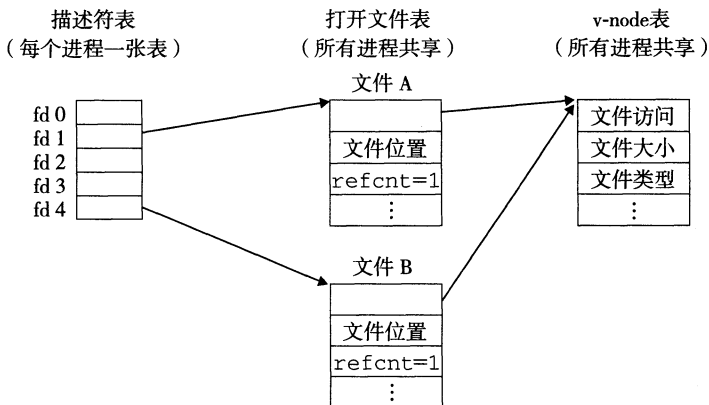 描述符表
（每个进程一张表）
打开文件表
（所有进程共享）
v-node表
（所有进程共享）
fd 0
fd 1
fd 2
fd 3
fd 4
文件 A
文件位置
refcnt=1
⋮
文件 B
文件位置
refcnt=1
⋮
文件访问
文件大小
文件类型
⋮